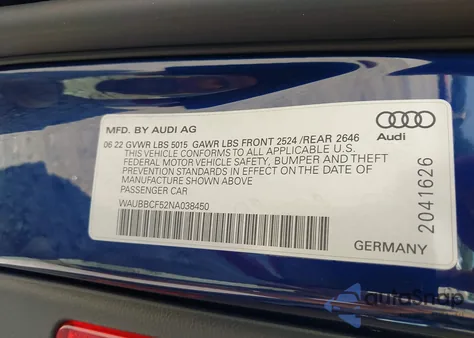 MFD. BY AUDI AG
06 22 GVWR LBS 5015 GAWR LBS FRONT 2524 /REAR 2646
THIS VEHICLE CONFORMS TO ALL APPLICABLE U.S.
FEDERAL MOTOR VEHICLE SAFETY, BUMPER AND THEFT
PREVENTION STANDARDS IN EFFECT ON THE DATE OF
MANUFACTURE SHOWN ABOVE.
PASSENGER CAR
WAUBBCF52NA038450
Audi
2041626
GERMANY
autoSnap